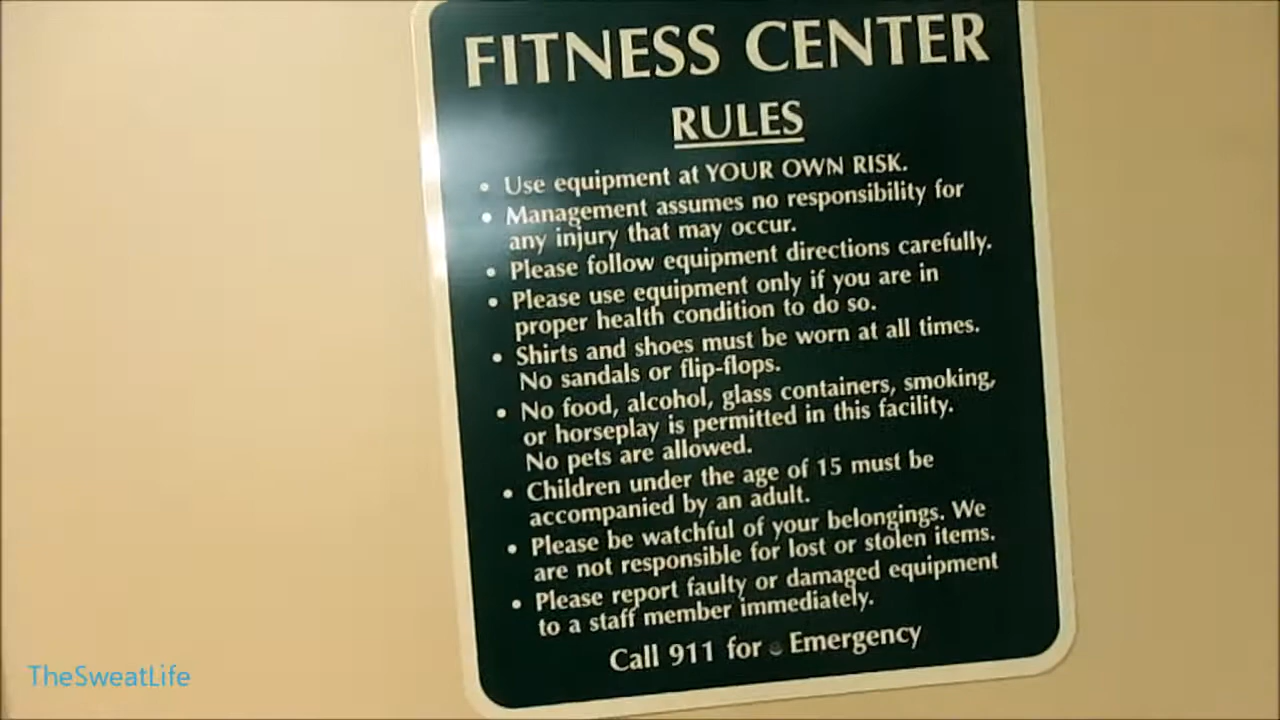 FITNESS CENTER
RULES
• Use equipment at YOUR OWN RISK.
• Management assumes no responsibility for
any injury that may occur.
• Please follow equipment directions carefully.
• Please use equipment only if you are in
proper health condition to do so.
• Shirts and shoes must be worn at all times.
No sandals or flip-flops.
• No food, alcohol, glass containers, smoking,
or horseplay is permitted in this facility.
No pets are allowed.
• Children under the age of 15 must be
accompanied by an adult.
• Please be watchful of your belongings. We
are not responsible for lost or stolen items.
• Please report faulty or damaged equipment
to a staff member immediately.
Call 911 for Emergency
TheSweatLife